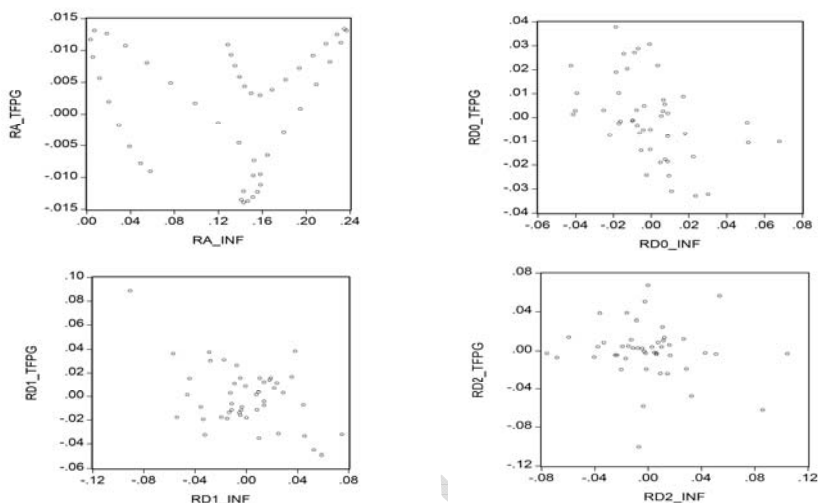 .015
.010
.005
.000
-.005
-.010
-.015
RA_TFPG
.00 .04 .08 .12 .16 .20 .24
RA_INF
.04
.03
.02
.01
.00
-.01
-.02
-.03
-.04
RD0_TFPG
-.06 -.04 -.02 .00 .02 .04 .06 .08
RD0_INF
.10
.08
.06
.04
.02
.00
-.02
-.04
-.06
RD1_TFPG
-.12 -.08 -.04 .00 .04 .08
RD1_INF
.08
.04
.00
-.04
-.08
-.12
RD2_TFPG
-.08 -.04 .00 .04 .08 .12
RD2_INF